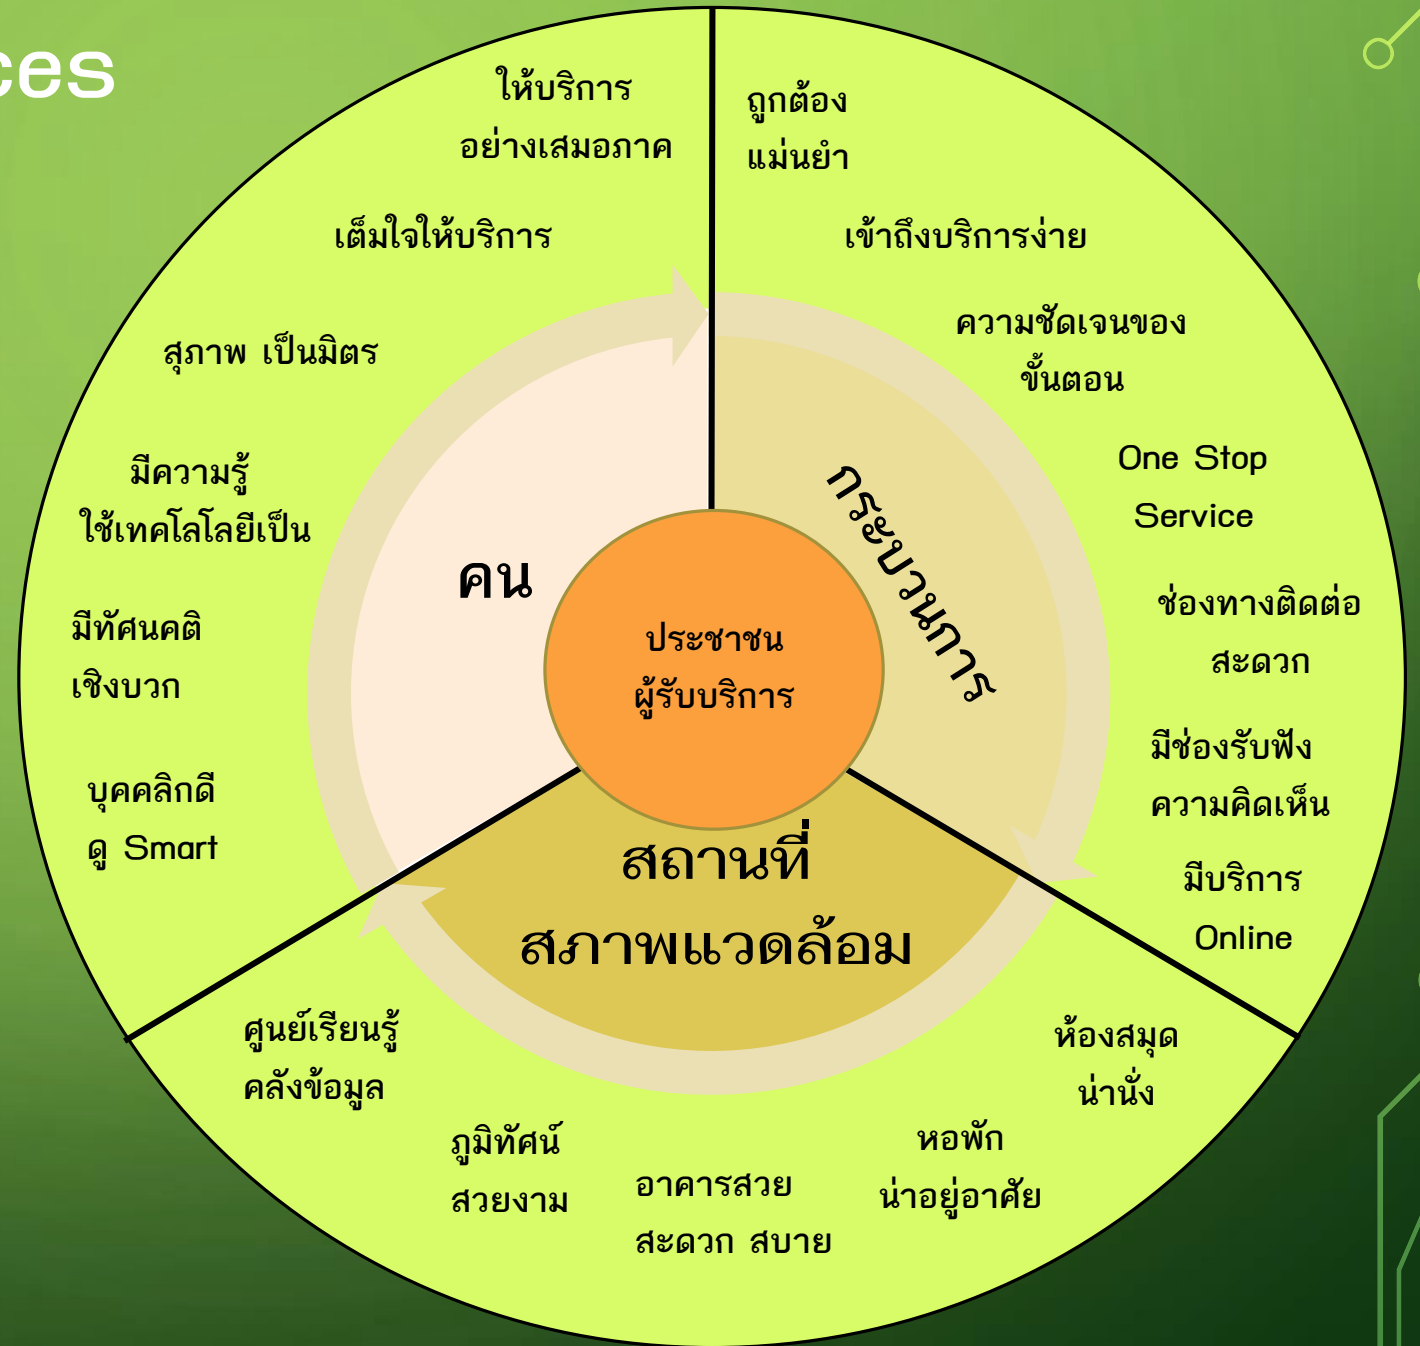 ces
ให้บริการ
อย่างเสมอภาค
เต็มใจให้บริการ
สุภาพ เป็นมิตร
มีความรู้
ใช้เทคโลโลยีเป็น
มีทัศนคติ
เชิงบวก
บุคคลิกดี
ดู Smart
ถูกต้อง
แม่นยำ
เข้าถึงบริการง่าย
ความชัดเจนของ
ขั้นตอน
One Stop
Service
ช่องทางติดต่อ
สะดวก
มีช่องรับฟัง
ความคิดเห็น
มีบริการ
Online
คน
กระบวนการ
ประชาชน
ผู้รับบริการ
สถานที่
สภาพแวดล้อม
ศูนย์เรียนรู้
คลังข้อมูล
ภูมิทัศน์
สวยงาม
อาคารสวย
สะดวก สบาย
หอพัก
น่าอยู่อาศัย
ห้องสมุด
น่านั่ง